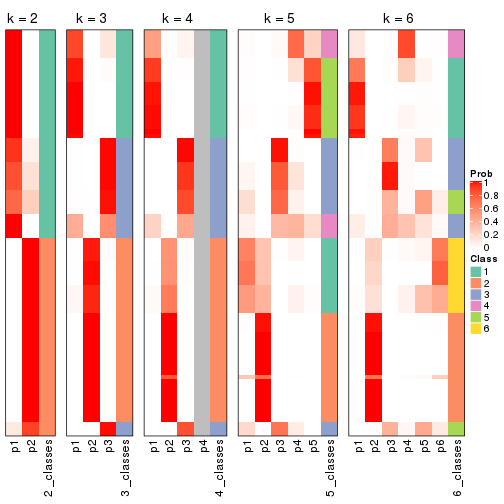 k = 2
k = 3
k = 4
k = 5
k = 6
p1
p2
2_classes
p1
p2
p3
3_classes
p1
p2
p3
p4
4_classes
p1
p2
p3
p4
p5
5_classes
p1
p2
p3
p4
p5
p6
6_classes
Prob
1
0.8
0.6
0.4
0.2
0
Class
1
2
3
4
5
6